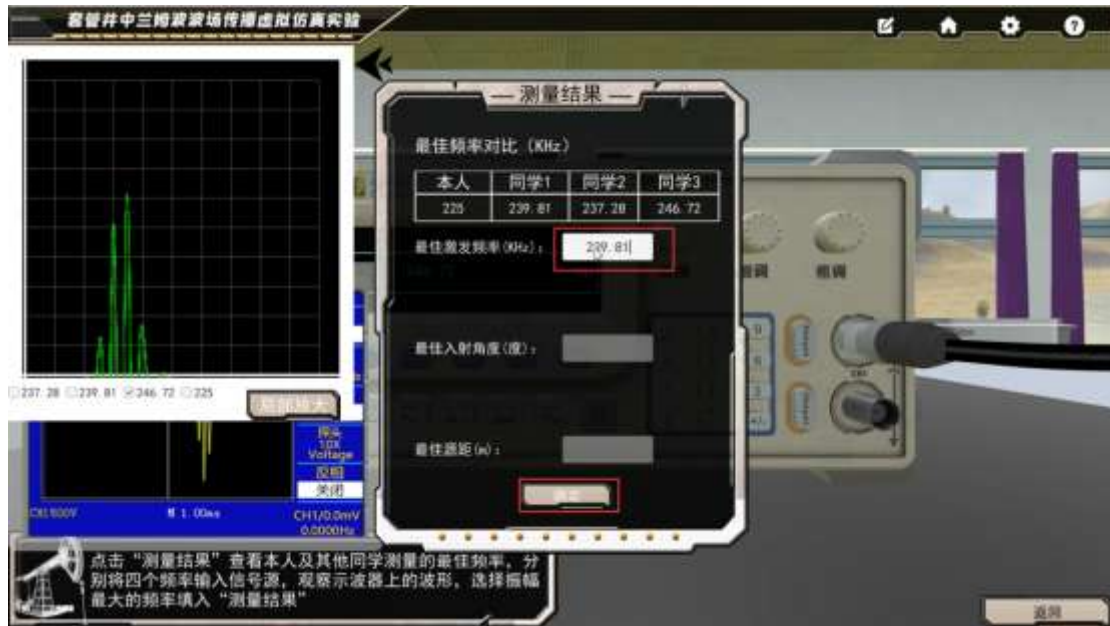 套管井中兰姆波波场传播虚拟仿真实验
测量结果
最佳频率对比（KHz）
本人 同学1 同学2 同学3
225 239.81 237.28 246.72
最佳激发频率(KHz)：
239.81
最佳入射角度(度)：
最佳源距(m)：
237.28 239.81 246.72 225
局部放大
探头
10X
Voltage
反相
关闭
M 1.00ms
CH1/0.0mV
0.0000Hz
粗调
点击“测量结果”查看本人及其他同学测量的最佳频率，分
别将四个频率输入信号源，观察示波器上的波形，选择振幅
最大的频率填入“测量结果”
返回